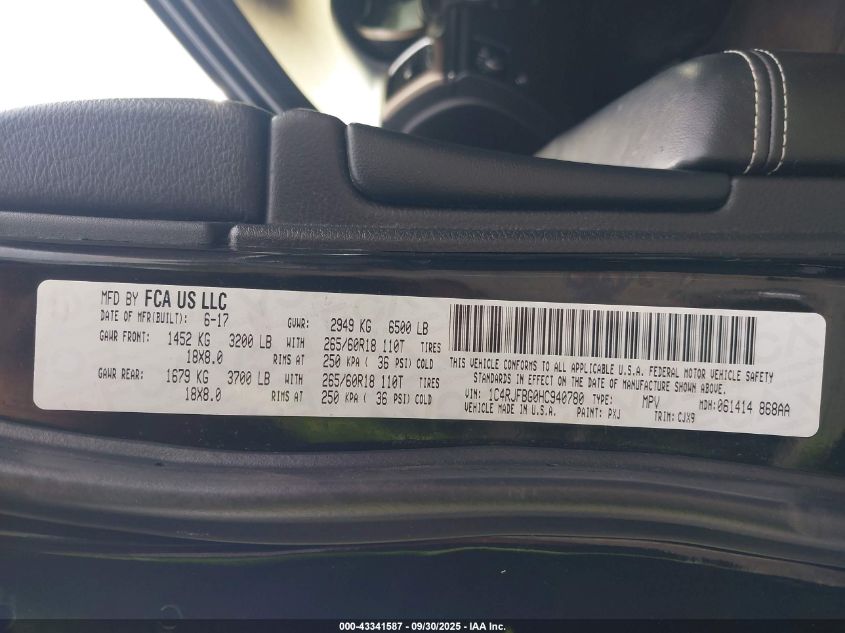 MFD BY FCA US LLC
DATE OF MFR(BUILT): 6-17 GVWR: 2949 KG 6500 LB
GAWR FRONT: 1452 KG 3200 LB WITH 265/60R18 110T TIRES
18X8.0 RIMS AT 250 KPA ( 36 PSI) COLD
GAWR REAR: 1679 KG 3700 LB WITH 265/60R18 110T TIRES
18X8.0 RIMS AT 250 KPA ( 36 PSI) COLD
THIS VEHICLE CONFORMS TO ALL APPLICABLE U.S.A. FEDERAL MOTOR VEHICLE SAFETY
STANDARDS IN EFFECT ON THE DATE OF MANUFACTURE SHOWN ABOVE.
VIN: 1C4RJFBG0HC940780 TYPE: MPV MDH: 061414 868AA
VEHICLE MADE IN U.S.A. PAINT: PXJ TRIM: CJX9
000-43341587 - 09/30/2025 - IAA Inc.